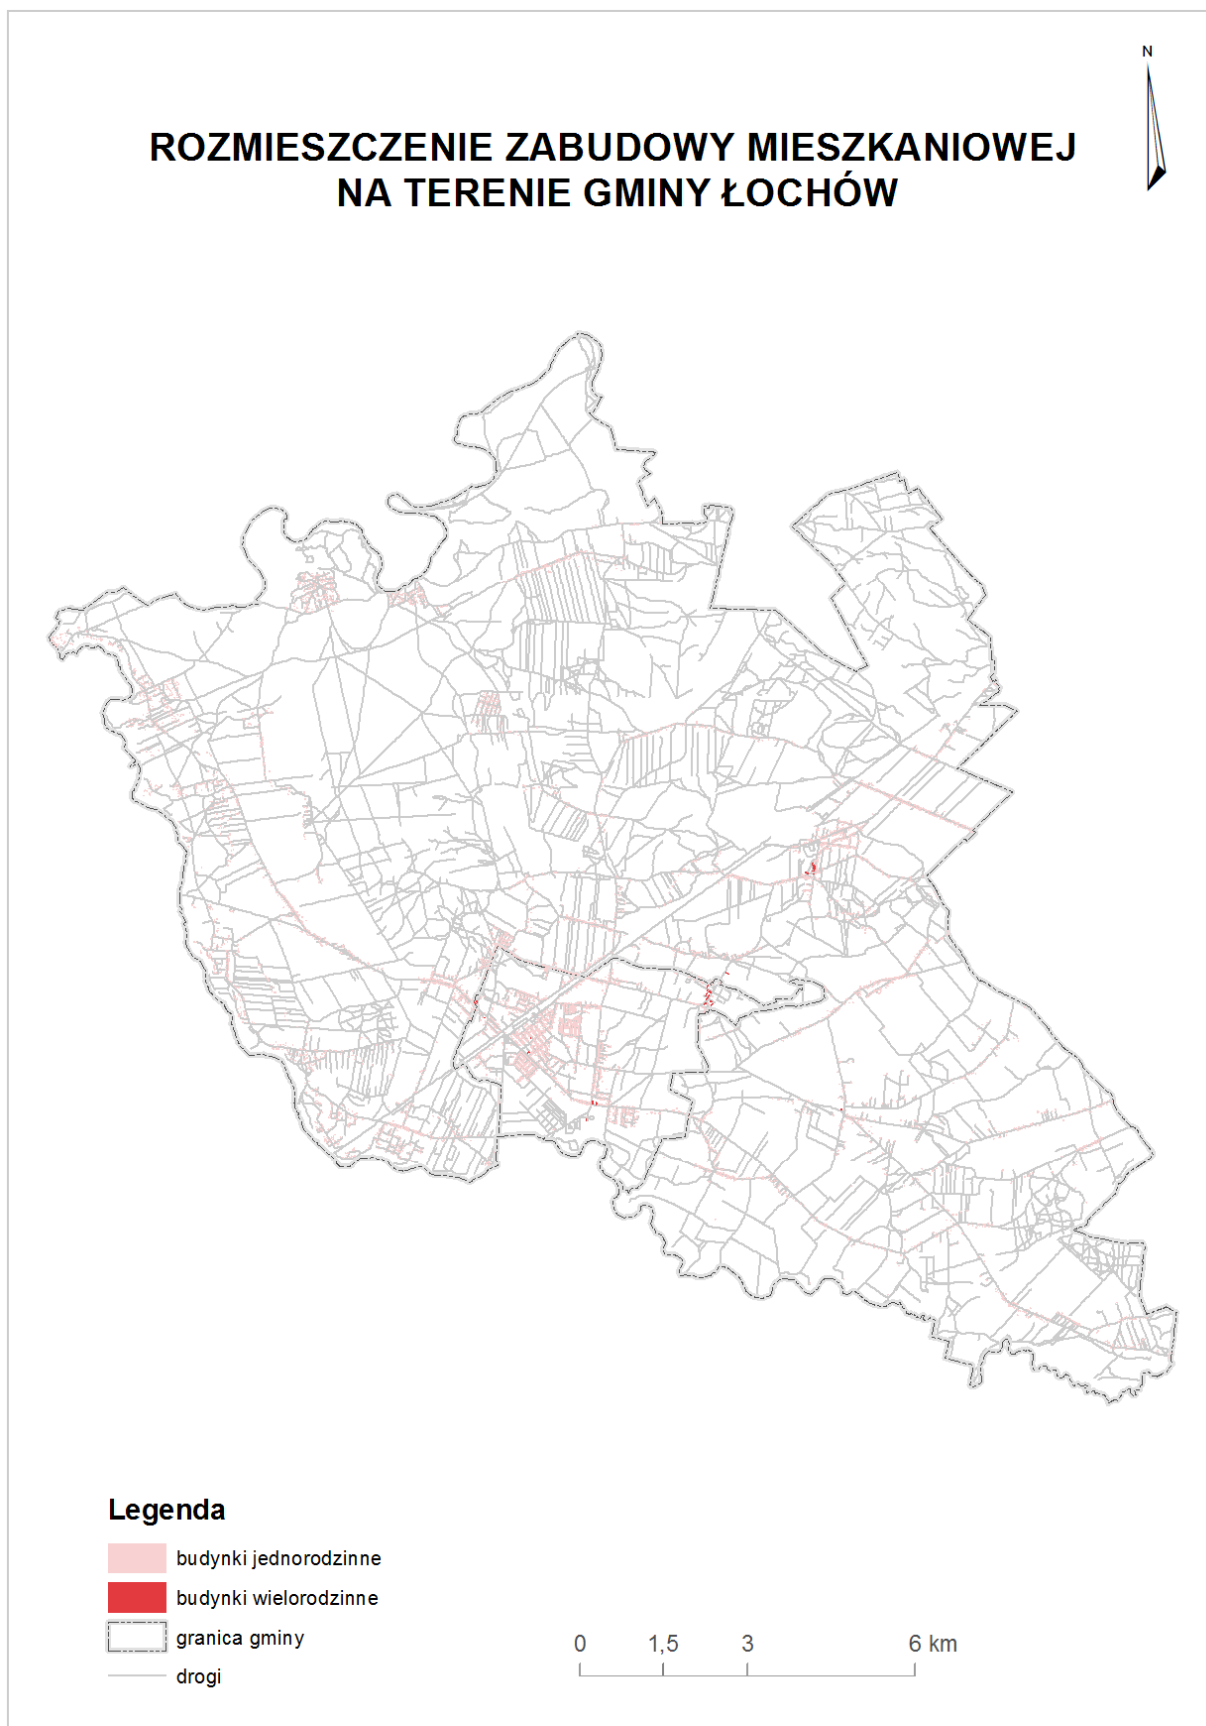 N
ROZMIESZCZENIE ZABUDOWY MIESZKANIOWEJ
NA TERENIE GMINY ŁOCHÓW
Legenda
budynki jednorodzinne
budynki wielorodzinne
granica gminy
drogi
0 1,5 3 6 km